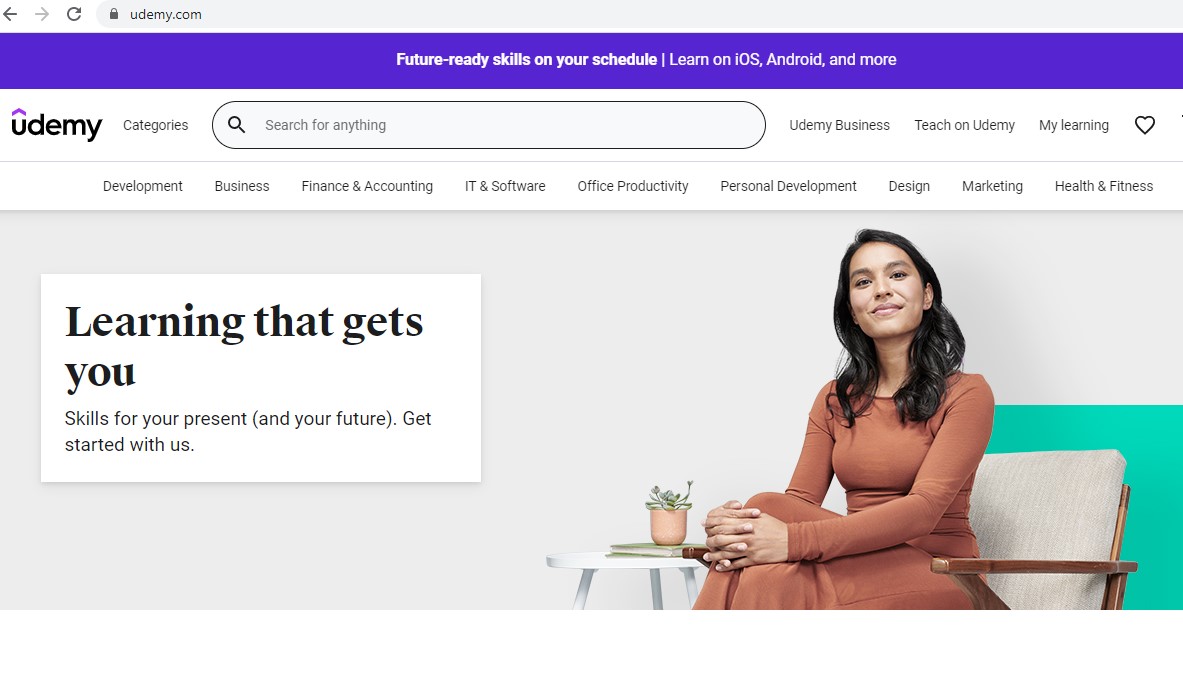 udemy.com
Future-ready skills on your schedule | Learn on iOS, Android, and more
udemy Categories Search for anything Udemy Business Teach on Udemy My learning
Development Business Finance & Accounting IT & Software Office Productivity Personal Development Design Marketing Health & Fitness
Learning that gets
you
Skills for your present (and your future). Get
started with us.